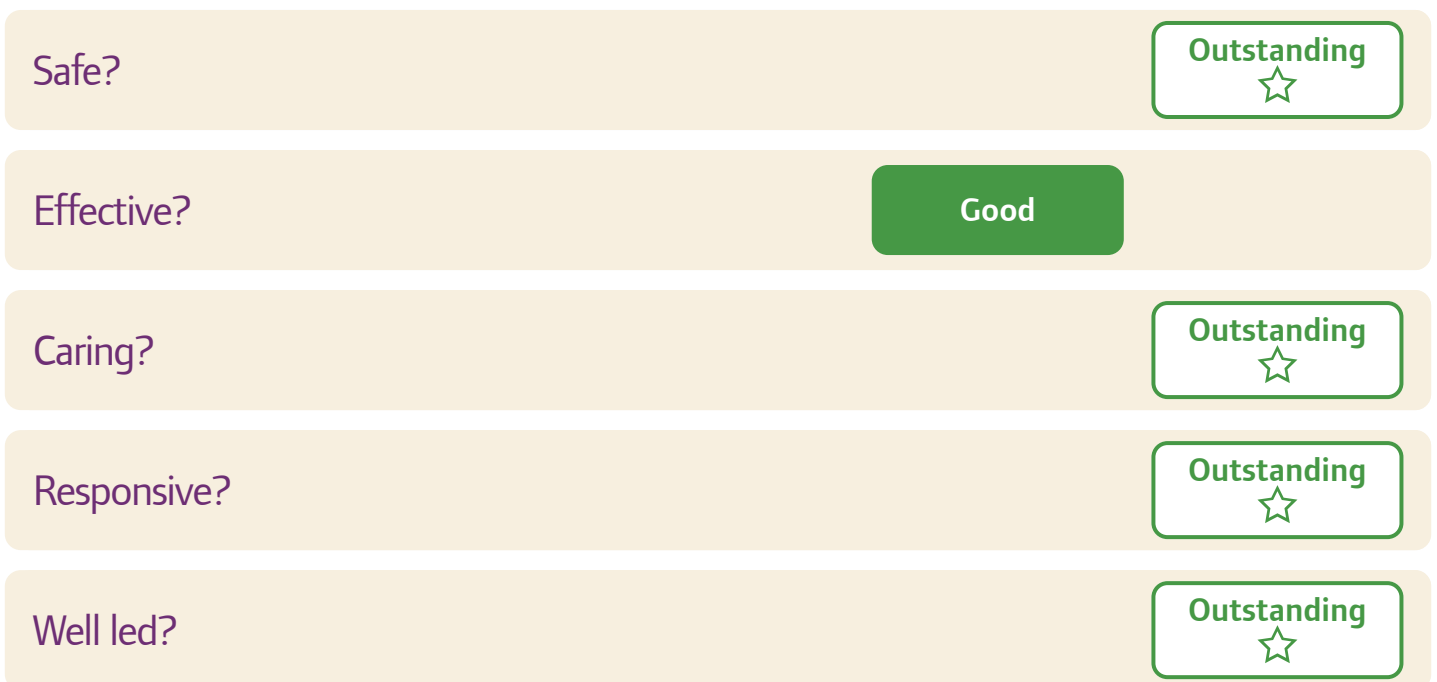 Safe?
Outstanding
Effective?
Good
Caring?
Outstanding
Responsive?
Outstanding
Well led?
Outstanding